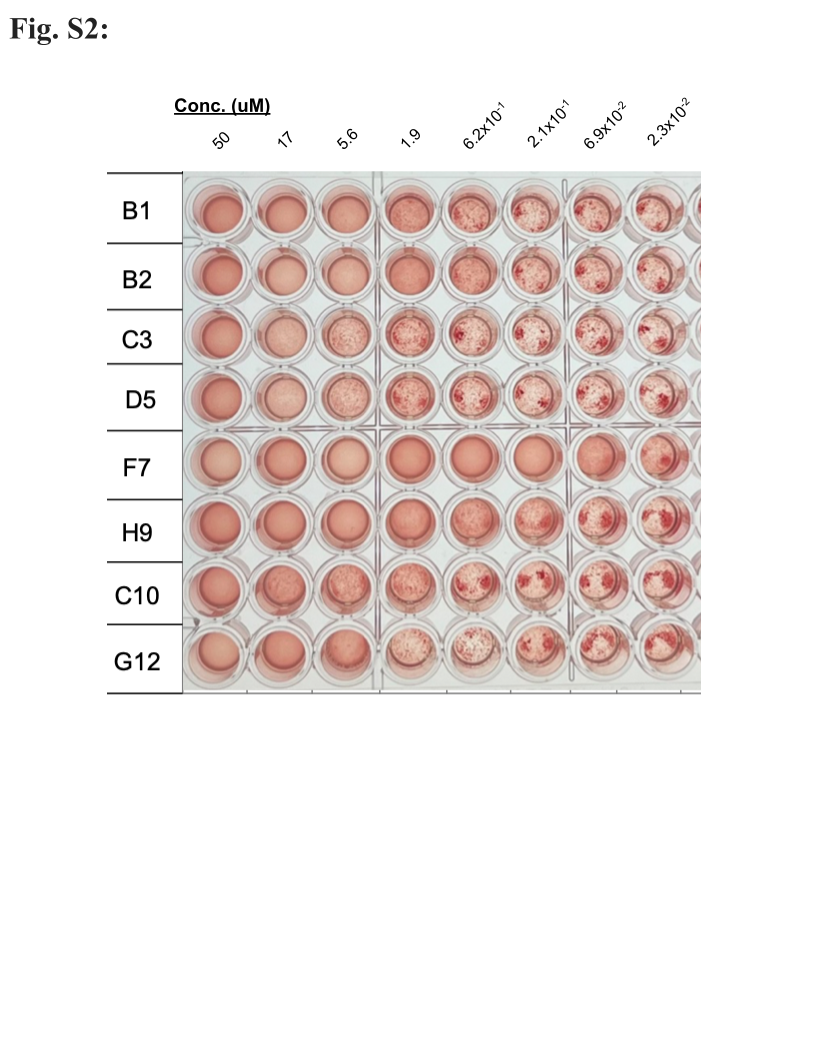 Fig. S2:
Conc. (uM)
50 17 5.6 1.9 6.2x10⁻¹ 2.1x10⁻¹ 6.9x10⁻² 2.3x10⁻²
B1
B2
C3
D5
F7
H9
C10
G12